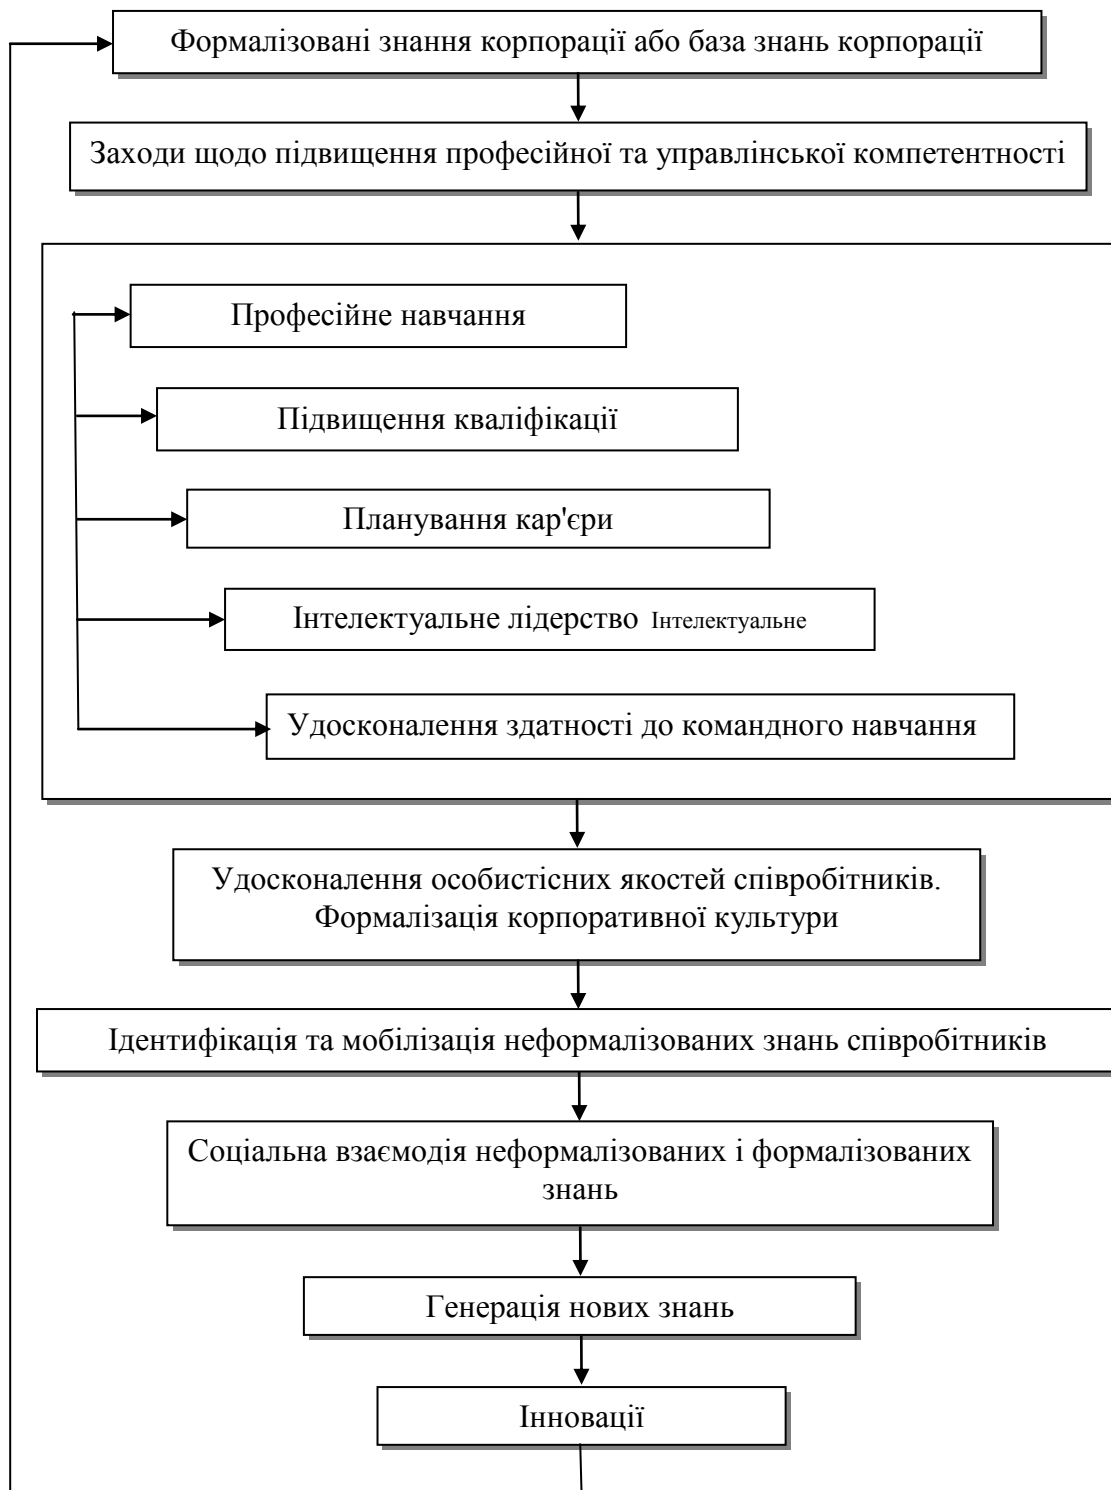 Формалізовані знання корпорації або база знань корпорації
Заходи щодо підвищення професійної та управлінської компетентності
Професійне навчання
Підвищення кваліфікації
Планування кар'єри
Інтелектуальне лідерство Інтелектуальне
Удосконалення здатності до командного навчання
Удосконалення особистісних якостей співробітників.
Формалізація корпоративної культури
Ідентифікація та мобілізація неформалізованих знань співробітників
Соціальна взаємодія неформалізованих і формалізованих
знань
Генерація нових знань
Інновації